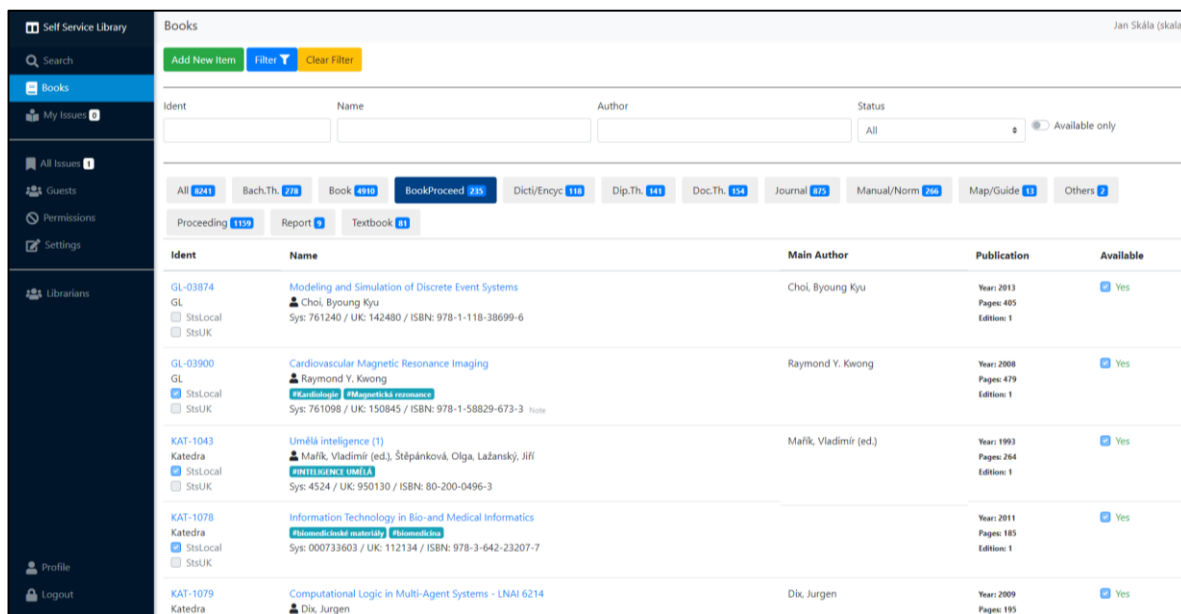 Self Service Library
Search
Books
My Issues 0
All Issues 1
Guests
Permissions
Settings
Librarians
Profile
Logout
Books
Jan Skála (skala
Add New Item Filter Clear Filter
Ident Name Author Status
All Available only
All 8241 Bach.Th. 278 Book 4910 BookProceed 235 Dicti/Encyc 118 Dip.Th. 141 Doc.Th. 154 Journal 875 Manual/Norm 266 Map/Guide 13 Others 2
Proceeding 1159 Report 9 Textbook 81
Ident Name Main Author Publication Available
GL-03874 Modeling and Simulation of Discrete Event Systems Choi, Byoung Kyu Year: 2013 Yes
GL Choi, Byoung Kyu Pages: 405
StsLocal Sys: 761240 / UK: 142480 / ISBN: 978-1-118-38699-6 Edition: 1
StsUK
GL-03900 Cardiovascular Magnetic Resonance Imaging Raymond Y. Kwong Year: 2008 Yes
GL Raymond Y. Kwong Pages: 479
StsLocal #Kardiologie #Magnetická rezonance Edition: 1
StsUK Sys: 761098 / UK: 150845 / ISBN: 978-1-58829-673-3 Note
KAT-1043 Umělá inteligence (1) Mařík, Vladimír (ed.) Year: 1993 Yes
Katedra Mařík, Vladimír (ed.), Štěpánková, Olga, Lažanský, Jiří Pages: 264
StsLocal #INTELIGENCE UMĚLÁ Edition: 1
StsUK Sys: 4524 / UK: 950130 / ISBN: 80-200-0496-3
KAT-1078 Information Technology in Bio-and Medical Informatics Year: 2011 Yes
Katedra #biomedicínské materiály #biomedicína Pages: 185
StsLocal Sys: 000733603 / UK: 112134 / ISBN: 978-3-642-23207-7 Edition: 1
StsUK
KAT-1079 Computational Logic in Multi-Agent Systems - LNAI 6214 Dix, Jurgen Year: 2009 Yes
Katedra Dix, Jurgen Pages: 195